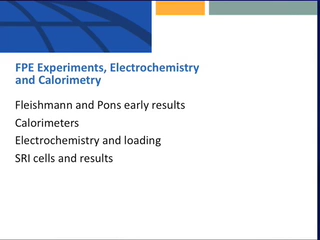 FPE Experiments, Electrochemistry
and Calorimetry
Fleishmann and Pons early results
Calorimeters
Electrochemistry and loading
SRI cells and results